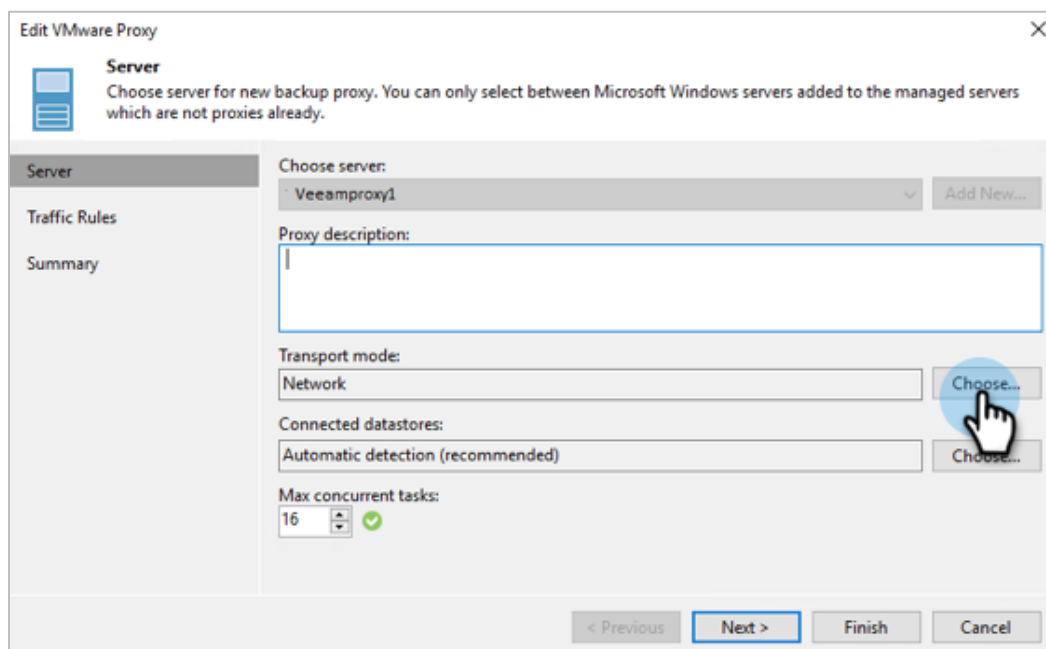 Edit VMware Proxy
Server
Choose server for new backup proxy. You can only select between Microsoft Windows servers added to the managed servers
which are not proxies already.
Server
Traffic Rules
Summary
Choose server:
Veeamproxy1
Add New...
Proxy description:
Transport mode:
Network
Choose...
Connected datastores:
Automatic detection (recommended)
Choose...
Max concurrent tasks:
16
< Previous
Next >
Finish
Cancel